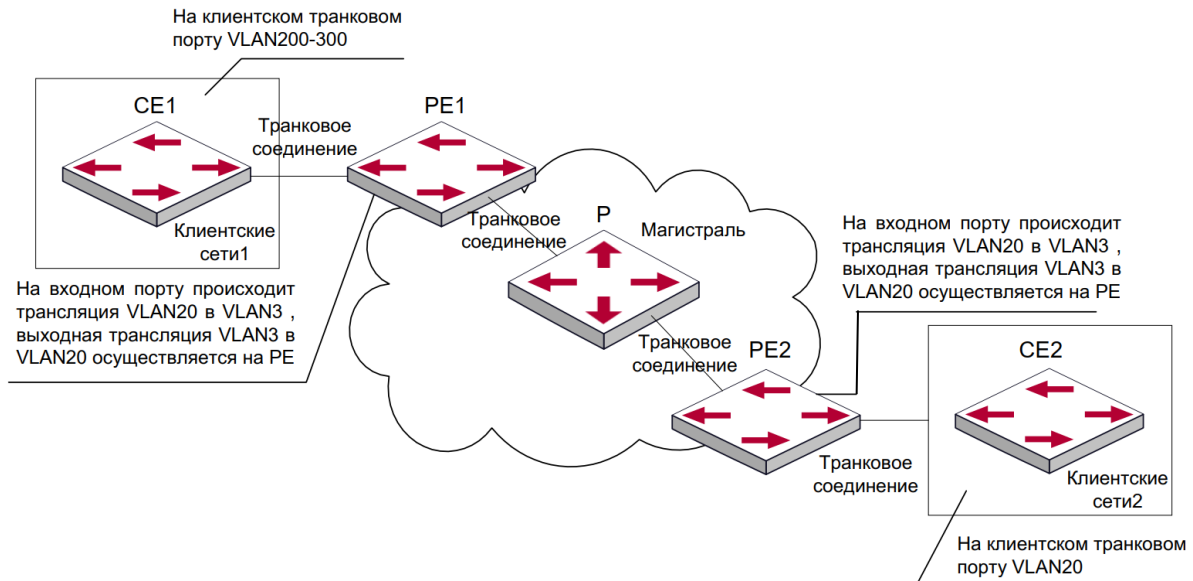 На клиентском транковом
порту VLAN200-300
CE1
PE1
Транковое
соединение
Клиентские
сети1
Транковое
соединение
P
Магистраль
На входном порту происходит
трансляция VLAN20 в VLAN3 ,
выходная трансляция VLAN3 в
VLAN20 осуществляется на PE
На входном порту происходит
трансляция VLAN20 в VLAN3 ,
выходная трансляция VLAN3 в
VLAN20 осуществляется на PE
Транковое
соединение
PE2
CE2
Транковое
соединение
Клиентские
сети2
На клиентском транковом
порту VLAN20